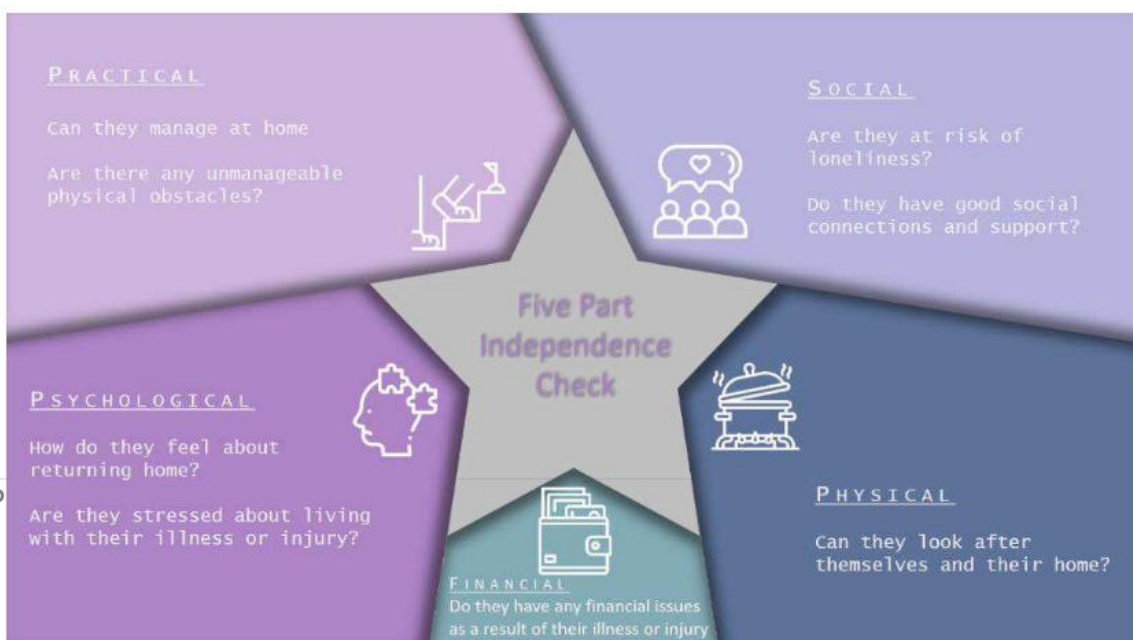 PRACTICAL
Can they manage at home
Are there any unmanageable
physical obstacles?
SOCIAL
Are they at risk of
loneliness?
Do they have good social
connections and support?
Five Part
Independence
Check
PSYCHOLOGICAL
How do they feel about
returning home?
Are they stressed about living
with their illness or injury?
PHYSICAL
Can they look after
themselves and their home?
FINANCIAL
Do they have any financial issues
as a result of their illness or injury